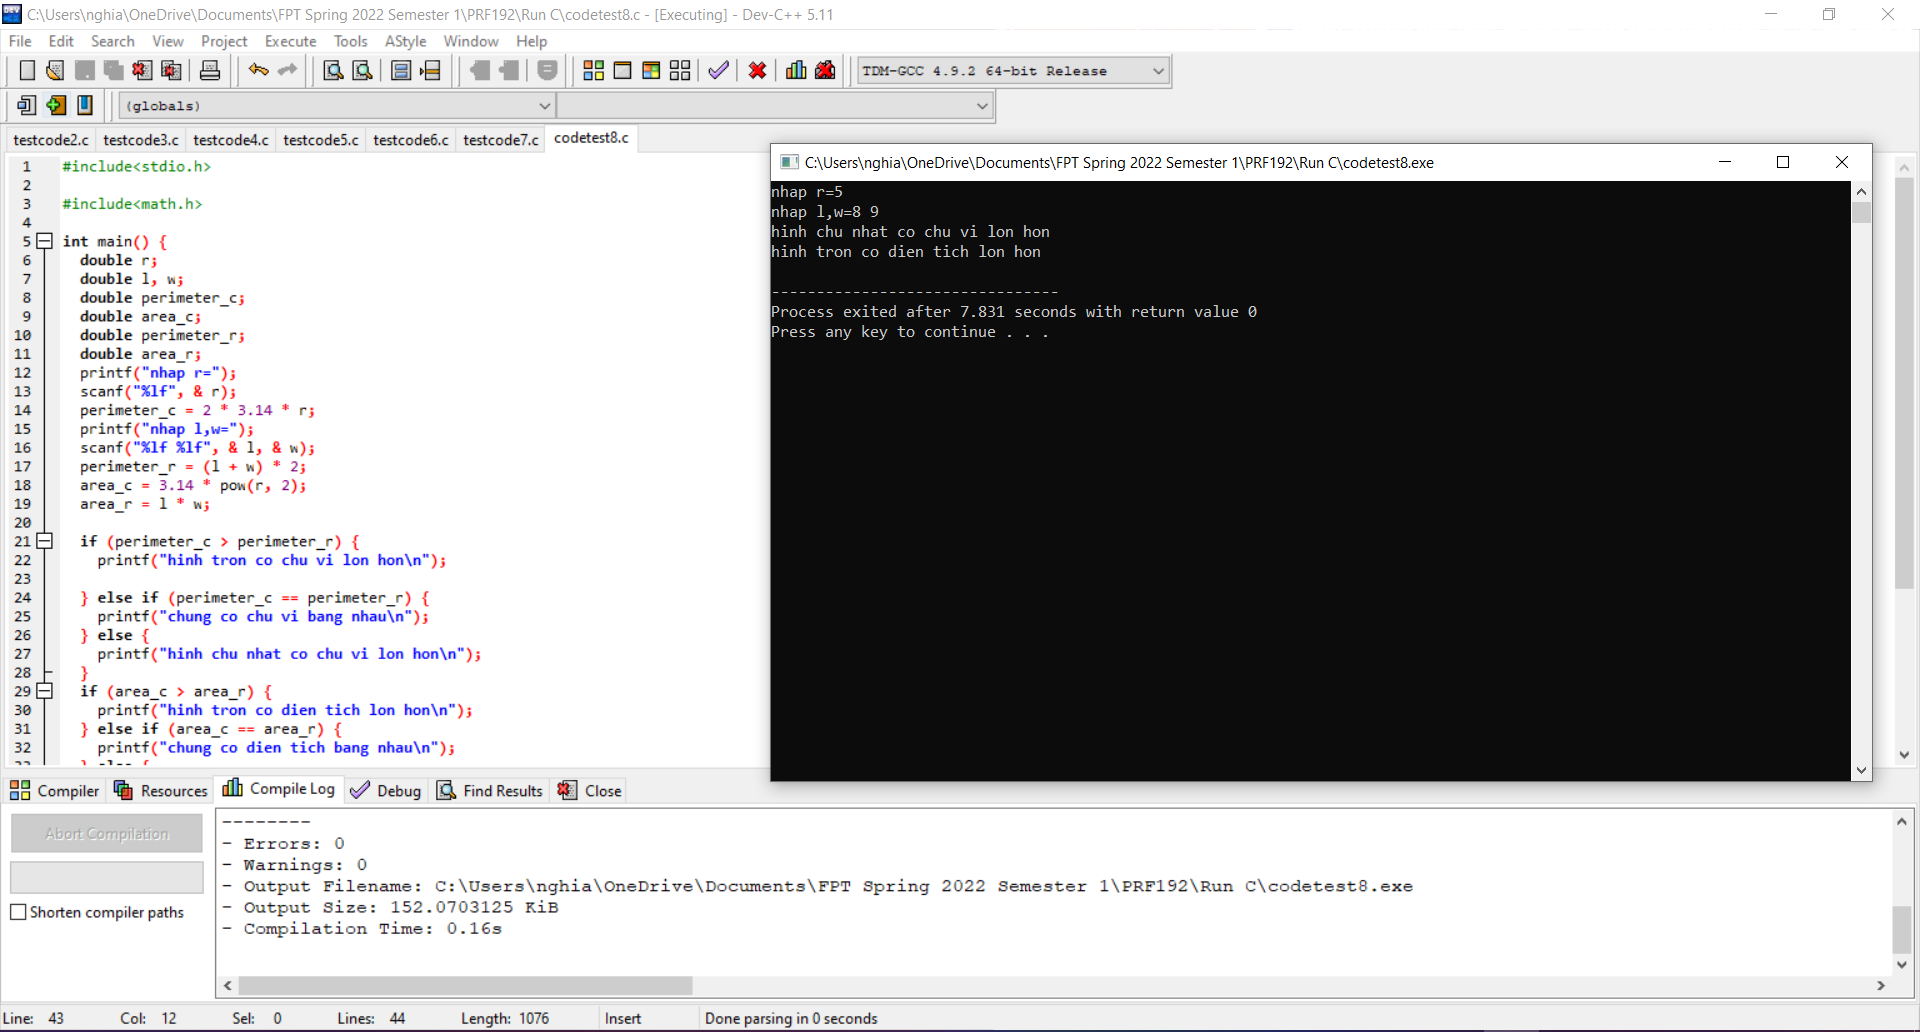 C:\Users\nghia\OneDrive\Documents\FPT Spring 2022 Semester 1\PRF192\Run C\codetest8.c - [Executing] - Dev-C++ 5.11
File Edit Search View Project Execute Tools AStyle Window Help
TDM-GCC 4.9.2 64-bit Release
(globals)
testcode2.c testcode3.c testcode4.c testcode5.c testcode6.c testcode7.c codetest8.c
1 #include<stdio.h>
2
3 #include<math.h>
4
5 int main() {
6 double r;
7 double l, w;
8 double perimeter_c;
9 double area_c;
10 double perimeter_r;
11 double area_r;
12 printf("nhap r=");
13 scanf("%lf", & r);
14 perimeter_c = 2 * 3.14 * r;
15 printf("nhap l,w=");
16 scanf("%lf %lf", & l, & w);
17 perimeter_r = (l + w) * 2;
18 area_c = 3.14 * pow(r, 2);
19 area_r = l * w;
20
21 if (perimeter_c > perimeter_r) {
22 printf("hinh tron co chu vi lon hon\n");
23
24 } else if (perimeter_c == perimeter_r) {
25 printf("chung co chu vi bang nhau\n");
26 } else {
27 printf("hinh chu nhat co chu vi lon hon\n");
28 }
29 if (area_c > area_r) {
30 printf("hinh tron co dien tich lon hon\n");
31 } else if (area_c == area_r) {
32 printf("chung co dien tich bang nhau\n");
33 } else {
C:\Users\nghia\OneDrive\Documents\FPT Spring 2022 Semester 1\PRF192\Run C\codetest8.exe
nhap r=5
nhap l,w=8 9
hinh chu nhat co chu vi lon hon
hinh tron co dien tich lon hon
--------------------------------
Process exited after 7.831 seconds with return value 0
Press any key to continue . . .
Compiler Resources Compile Log Debug Find Results Close
Abort Compilation
Shorten compiler paths
--------
- Errors: 0
- Warnings: 0
- Output Filename: C:\Users\nghia\OneDrive\Documents\FPT Spring 2022 Semester 1\PRF192\Run C\codetest8.exe
- Output Size: 152.0703125 KiB
- Compilation Time: 0.16s
Line: 43 Col: 12 Sel: 0 Lines: 44 Length: 1076 Insert Done parsing in 0 seconds